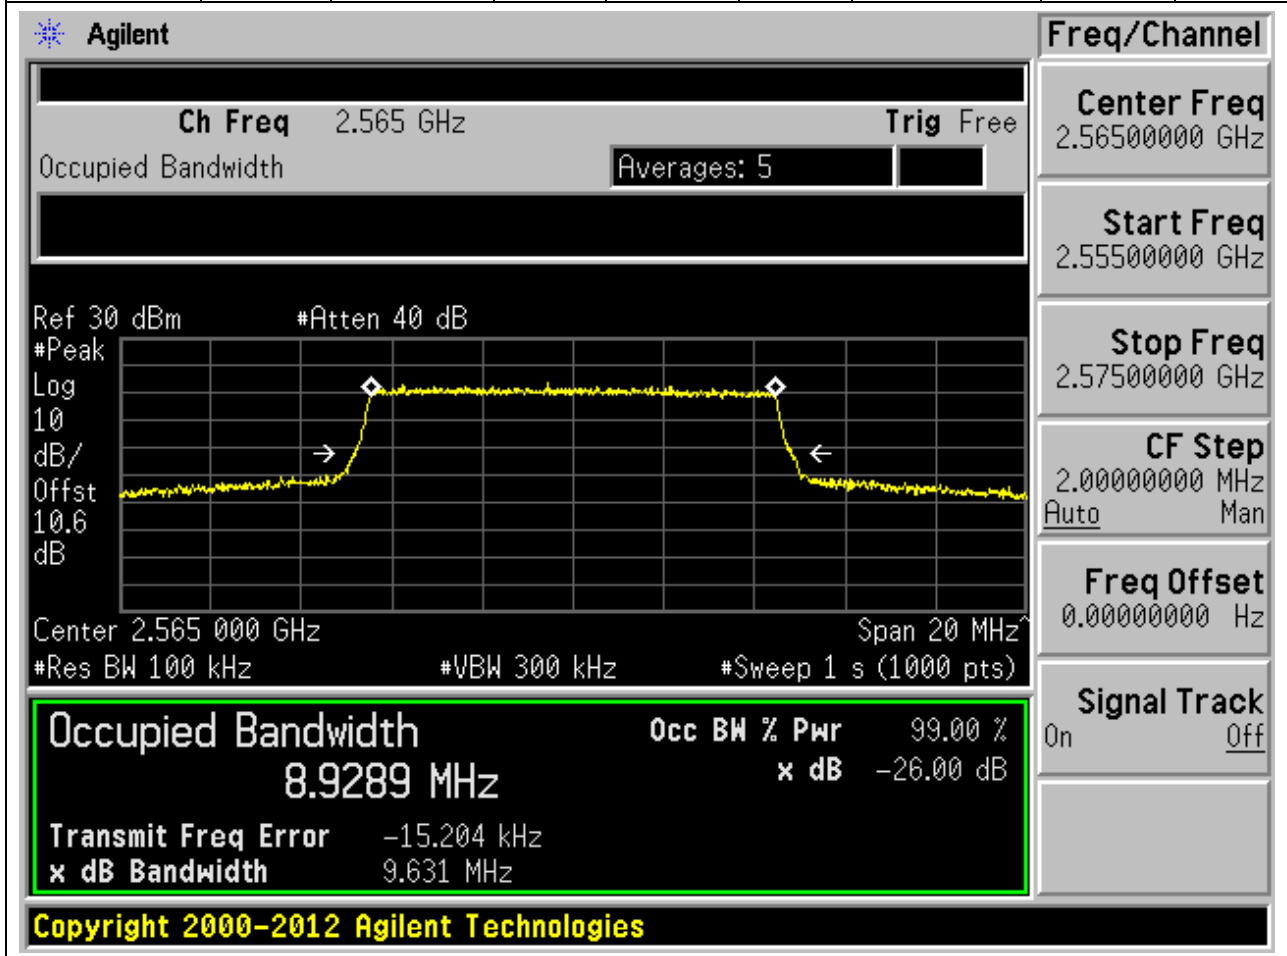 Agilent
Freq/Channel
Ch Freq 2.565 GHz Trig Free
Occupied Bandwidth Averages: 5
Center Freq
2.56500000 GHz
Start Freq
2.55500000 GHz
Stop Freq
2.57500000 GHz
CF Step
2.00000000 MHz
Auto Man
Freq Offset
0.00000000 Hz
Signal Track
On Off
Ref 30 dBm #Atten 40 dB
#Peak
Log
10
dB/
Offst
10.6
dB
Center 2.565 000 GHz Span 20 MHz^
#Res BW 100 kHz #VBW 300 kHz #Sweep 1 s (1000 pts)
Occupied Bandwidth Occ BW % Pwr 99.00 %
8.9289 MHz x dB -26.00 dB
Transmit Freq Error -15.204 kHz
x dB Bandwidth 9.631 MHz
Copyright 2000-2012 Agilent Technologies